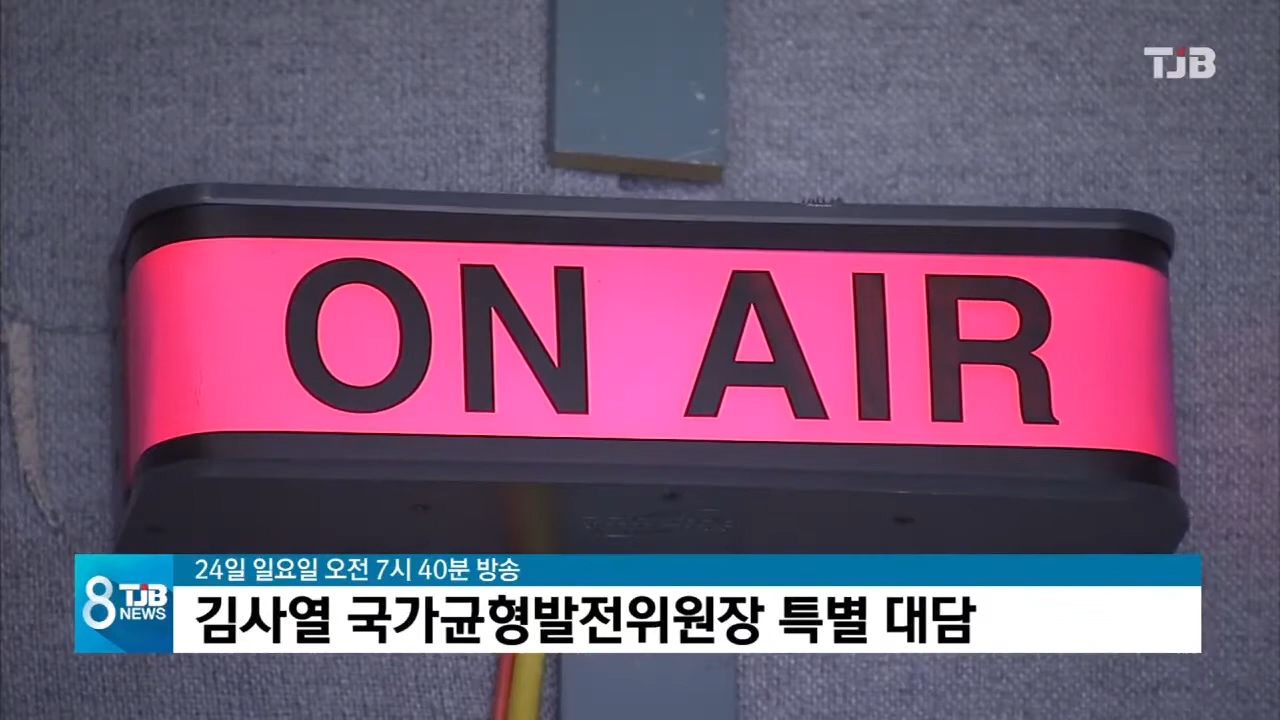 TJB
ON AIR
24일 일요일 오전 7시 40분 방송
8 TJB NEWS
김사열 국가균형발전위원장 특별 대담